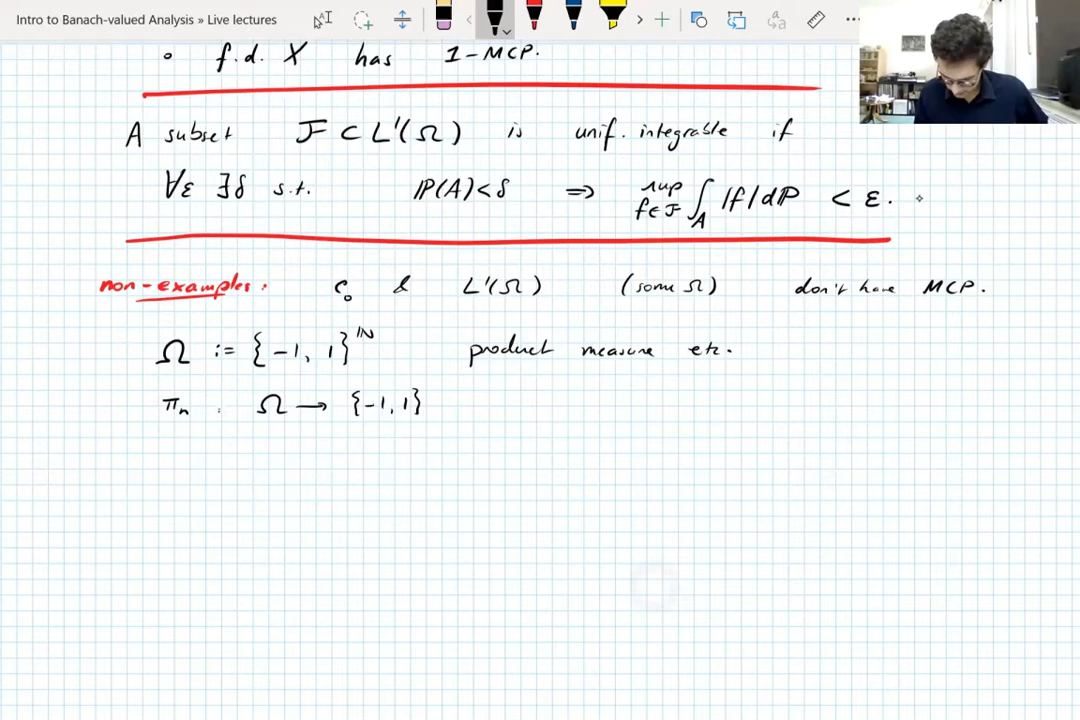 Intro to Banach-valued Analysis » Live lectures
∘ f.d. X has 1-MCP.
A subset F ⊂ L¹(Ω) is unif. integrable if
∀ε ∃δ s.t. ℙ(A) < δ ⇒ sup f∈F ∫_A |f| dℙ < ε.
non-examples: c₀ & L¹(Ω) (some Ω) don't have MCP.
Ω := {-1, 1}^ℕ product measure etc.
πₙ : Ω → {-1, 1}